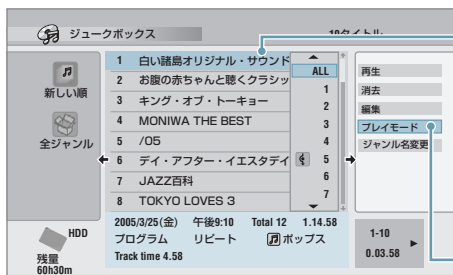 ジュークボックス 10タイトル
新しい順
全ジャンル
1 白い諸島オリジナル・サウンド
2 お腹の赤ちゃんと聴くクラシッ
3 キング・オブ・トーキョー
4 MONIWA THE BEST
5 /05
6 デイ・アフター・イエスタデイ
7 JAZZ百科
8 TOKYO LOVES 3
ALL
1
2
3
4
5
6
7
再生
消去
編集
プレイモード
ジャンル名変更
HDD
残量
60h30m
2005/3/25(金) 午後9:10 Total 12 1.14.58
プログラム リピート ポップス
Track time 4.58
1-10
0.03.58